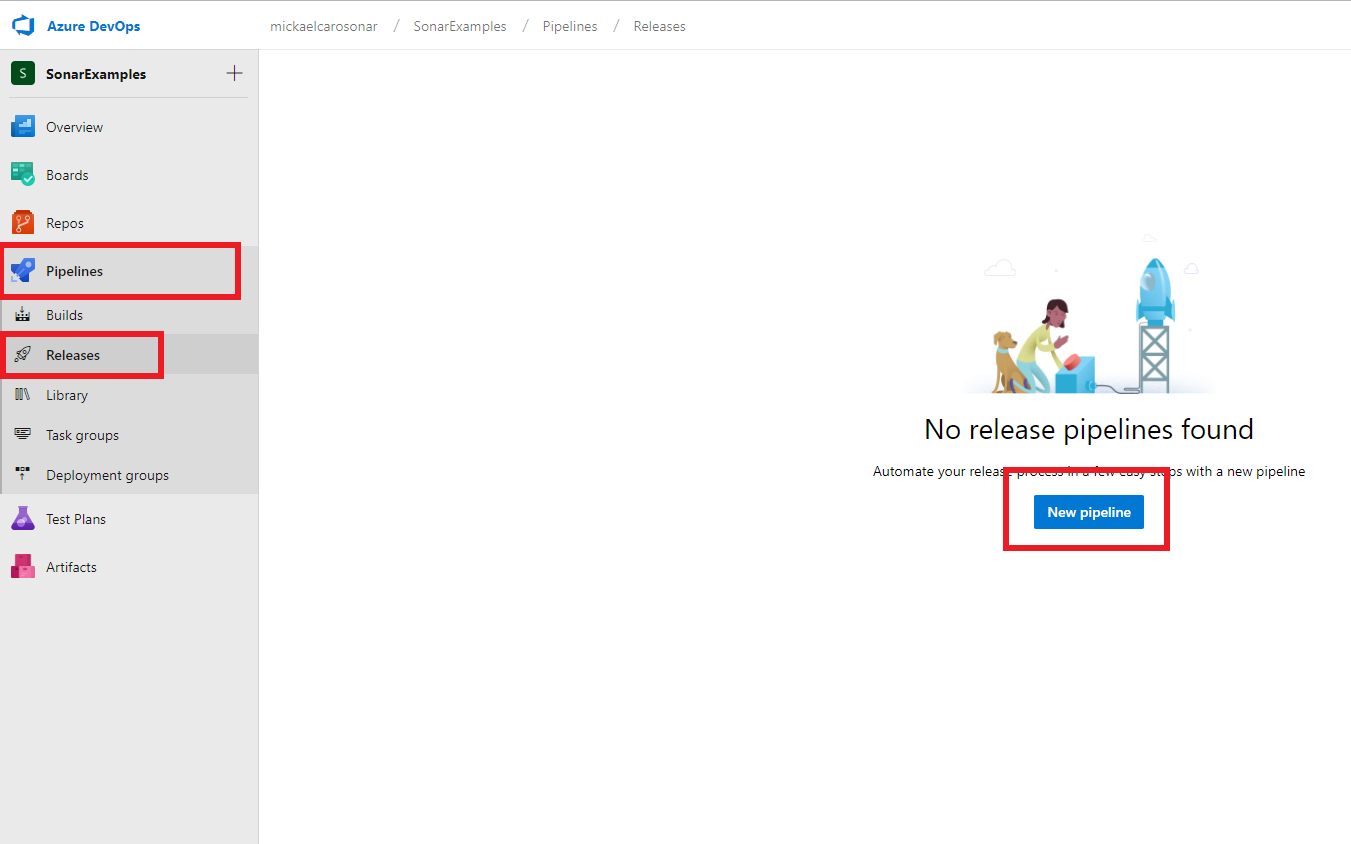 Azure DevOps
mickaelcarosonar / SonarExamples / Pipelines / Releases
S SonarExamples
Overview
Boards
Repos
Pipelines
Builds
Releases
Library
Task groups
Deployment groups
Test Plans
Artifacts
No release pipelines found
Automate your release process in a few easy steps with a new pipeline
New pipeline